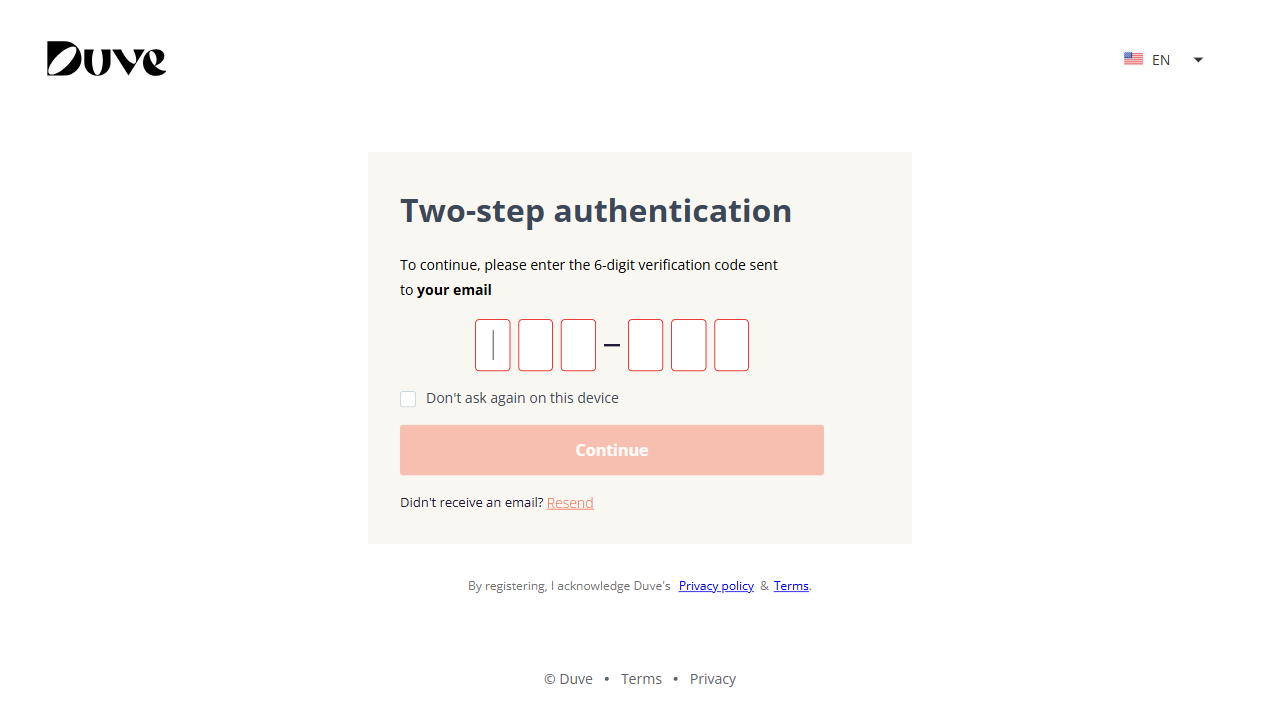 Duve
EN
Two-step authentication
To continue, please enter the 6-digit verification code sent
to your email
Don't ask again on this device
Continue
Didn't receive an email? Resend
By registering, I acknowledge Duve's Privacy policy & Terms.
© Duve • Terms • Privacy